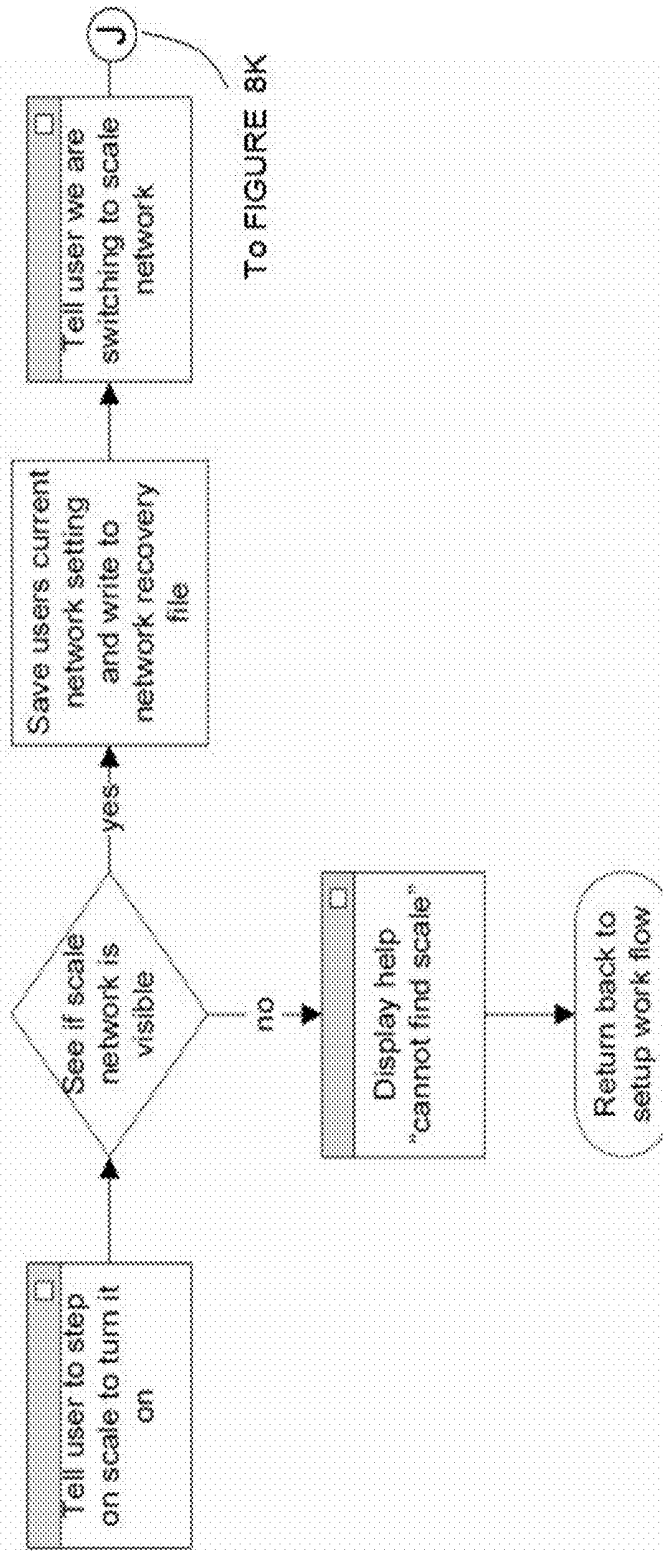 Tell user to step
on scale to turn it
on
See if scale
network is
visible
yes
Save users current
network setting
and write to
network recovery
file
Tell user we are
switching to scale
network
J
To FIGURE 8K
no
Display help
"cannot find scale"
Return back to
setup work flow